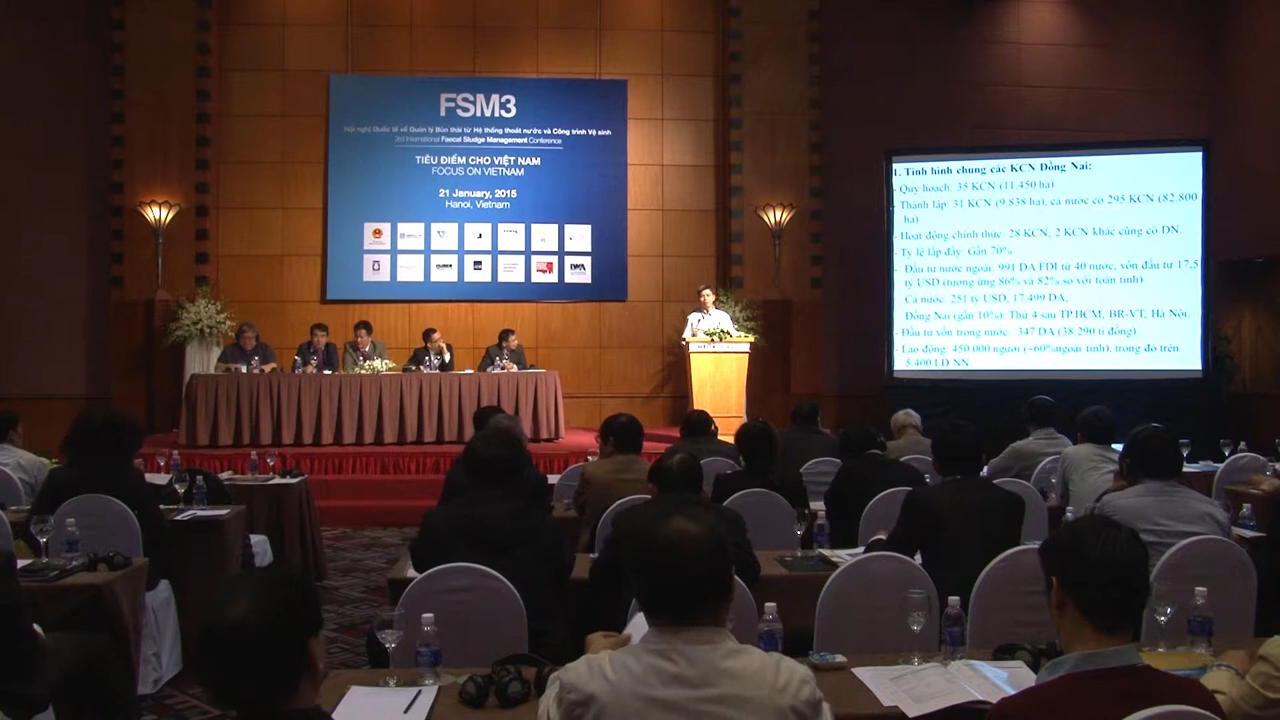 FSM3
Hội nghị Quốc tế về Quản lý Bùn thải từ Hệ thống thoát nước và Công trình Vệ sinh
3rd International Faecal Sludge Management Conference
TIÊU ĐIỂM CHO VIỆT NAM
FOCUS ON VIETNAM
21 January, 2015
Hanoi, Vietnam
IWA
1. Tình hình chung các KCN Đồng Nai:
- Quy hoạch: 35 KCN (11.450 ha)
- Thành lập: 31 KCN (9.838 ha), cả nước có 295 KCN (82.800
ha)
- Hoạt động chính thức: 28 KCN, 2 KCN khác cũng có DN.
- Tỷ lệ lấp đầy: Gần 70%
- Đầu tư nước ngoài: 991 DA FDI từ 40 nước, vốn đầu tư 17,5
tỷ USD (tương ứng 86% và 82% so với toàn tỉnh)
Cả nước: 251 tỷ USD, 17.499 DA,
Đồng Nai (gần 10%): Thứ 4 sau TP.HCM, BR-VT, Hà Nội.
- Đầu tư vốn trong nước: 347 DA (38.290 tỉ đồng)
- Lao động: 450.000 người (~60%ngoài tỉnh), trong đó trên
5.400 LĐ NN